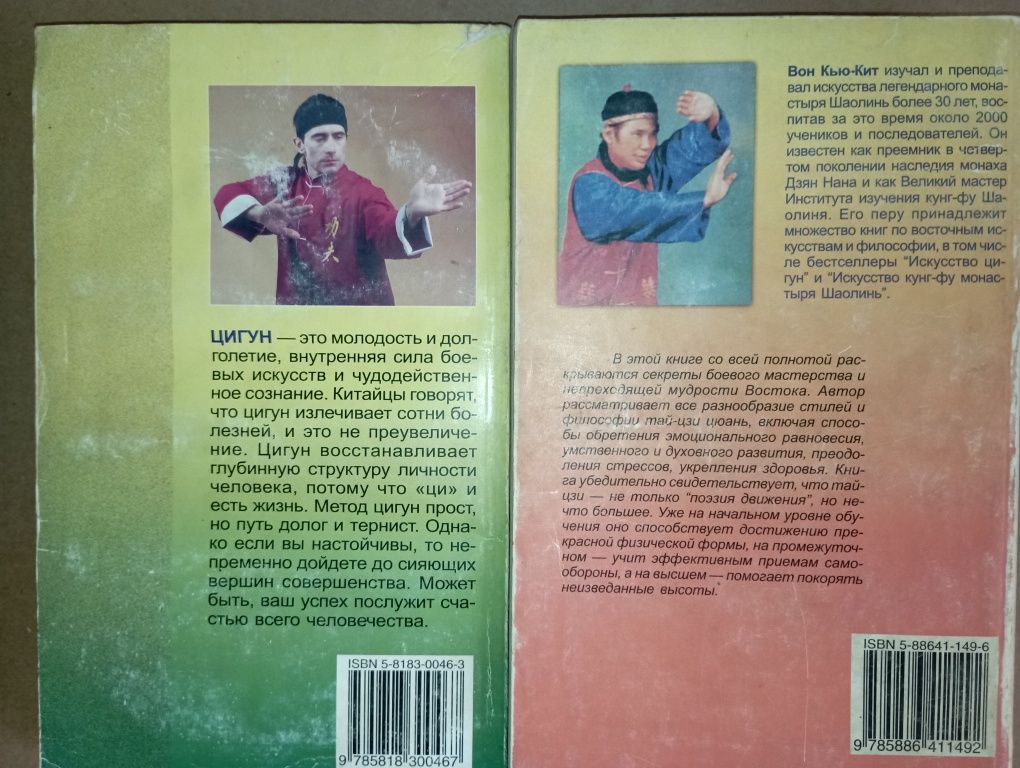 ЦИГУН — это молодость и дол-
голетие, внутренняя сила бое-
вых искусств и чудодействен-
ное сознание. Китайцы говорят,
что цигун излечивает сотни бо-
лезней, и это не преувеличе-
ние. Цигун восстанавливает
глубинную структуру личности
человека, потому что «ци» и
есть жизнь. Метод цигун прост,
но путь долог и тернист. Одна-
ко если вы настойчивы, то не-
пременно дойдете до сияющих
вершин совершенства. Может
быть, ваш успех послужит сча-
стью всего человечества.
功夫
ISBN 5-8183-0046-3
9 785818 300467
Вон Кью-Кит изучал и препода-
вал искусства легендарного мона-
стыря Шаолинь более 30 лет, вос-
питав за это время около 2000
учеников и последователей. Он
известен как преемник в четвер-
том поколении наследия монаха
Дзян Нана и как Великий мастер
Института изучения кунг-фу Ша-
олиня. Его перу принадлежит
множество книг по восточным ис-
кусствам и философии, в том чис-
ле бестселлеры "Искусство ци-
гун" и "Искусство кунг-фу монас-
тыря Шаолинь".
В этой книге со всей полнотой рас-
крываются секреты боевого мастерства и
непреходящей мудрости Востока. Автор
рассматривает все разнообразие стилей и
философии тай-цзи цюань, включая спосо-
бы обретения эмоционального равновесия,
умственного и духовного развития, преодо-
ления стрессов, укрепления здоровья. Кни-
га убедительно свидетельствует, что тай-
цзи — не только "поэзия движения", но не-
что большее. Уже на начальном уровне обу-
чения оно способствует достижению пре-
красной физической формы, на промежуточ-
ном — учит эффективным приемам само-
обороны, а на высшем — помогает покорять
неизведанные высоты.
ISBN 5-88641-149-6
9 785886 411492